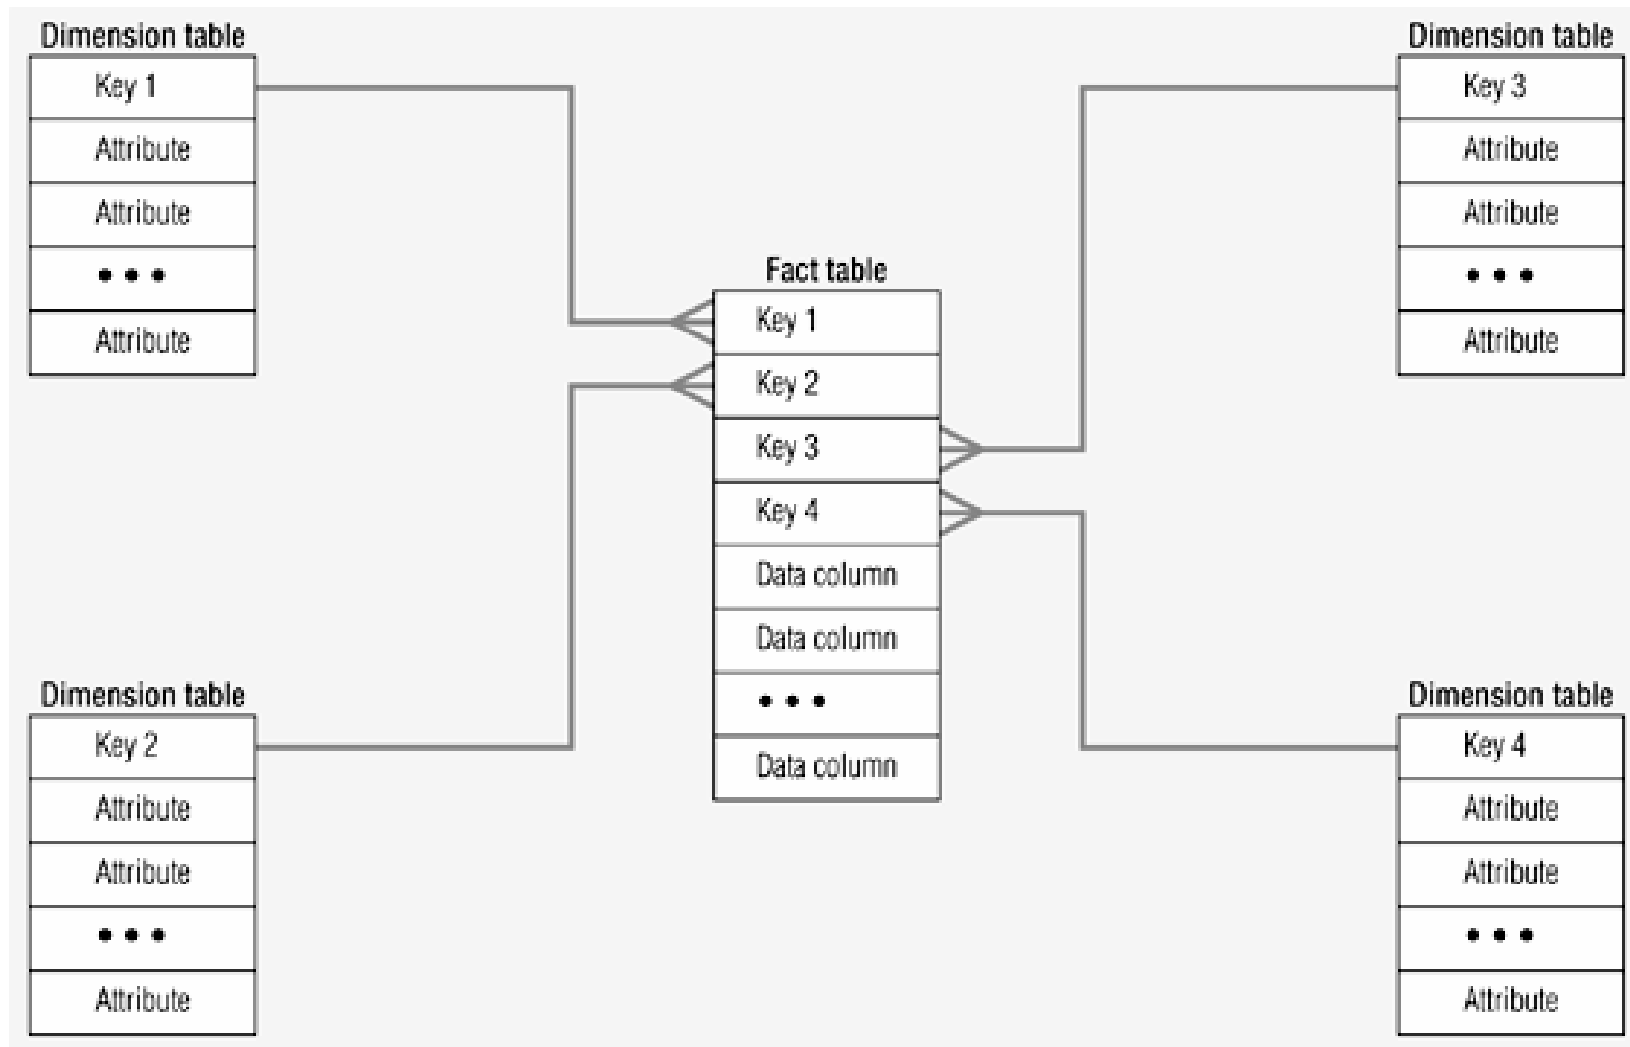 Dimension table
Key 1
Attribute
Attribute
• • •
Attribute
Dimension table
Key 2
Attribute
Attribute
• • •
Attribute
Fact table
Key 1
Key 2
Key 3
Key 4
Data column
Data column
• • •
Data column
Dimension table
Key 3
Attribute
Attribute
• • •
Attribute
Dimension table
Key 4
Attribute
Attribute
• • •
Attribute